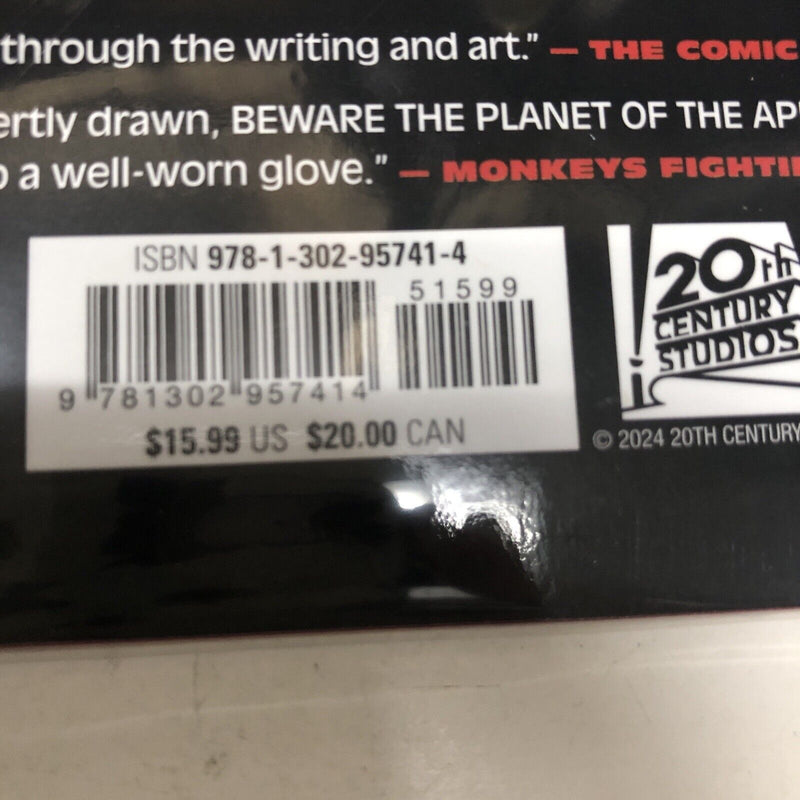 through the writing and art." — THE COMIC
ertly drawn, BEWARE THE PLANET OF THE AP
a well-worn glove." — MONKEYS FIGHTI
ISBN 978-1-302-95741-4
51599
9 781302 957414
$15.99 US $20.00 CAN
20th
CENTURY
STUDIOS
© 2024 20TH CENTURY